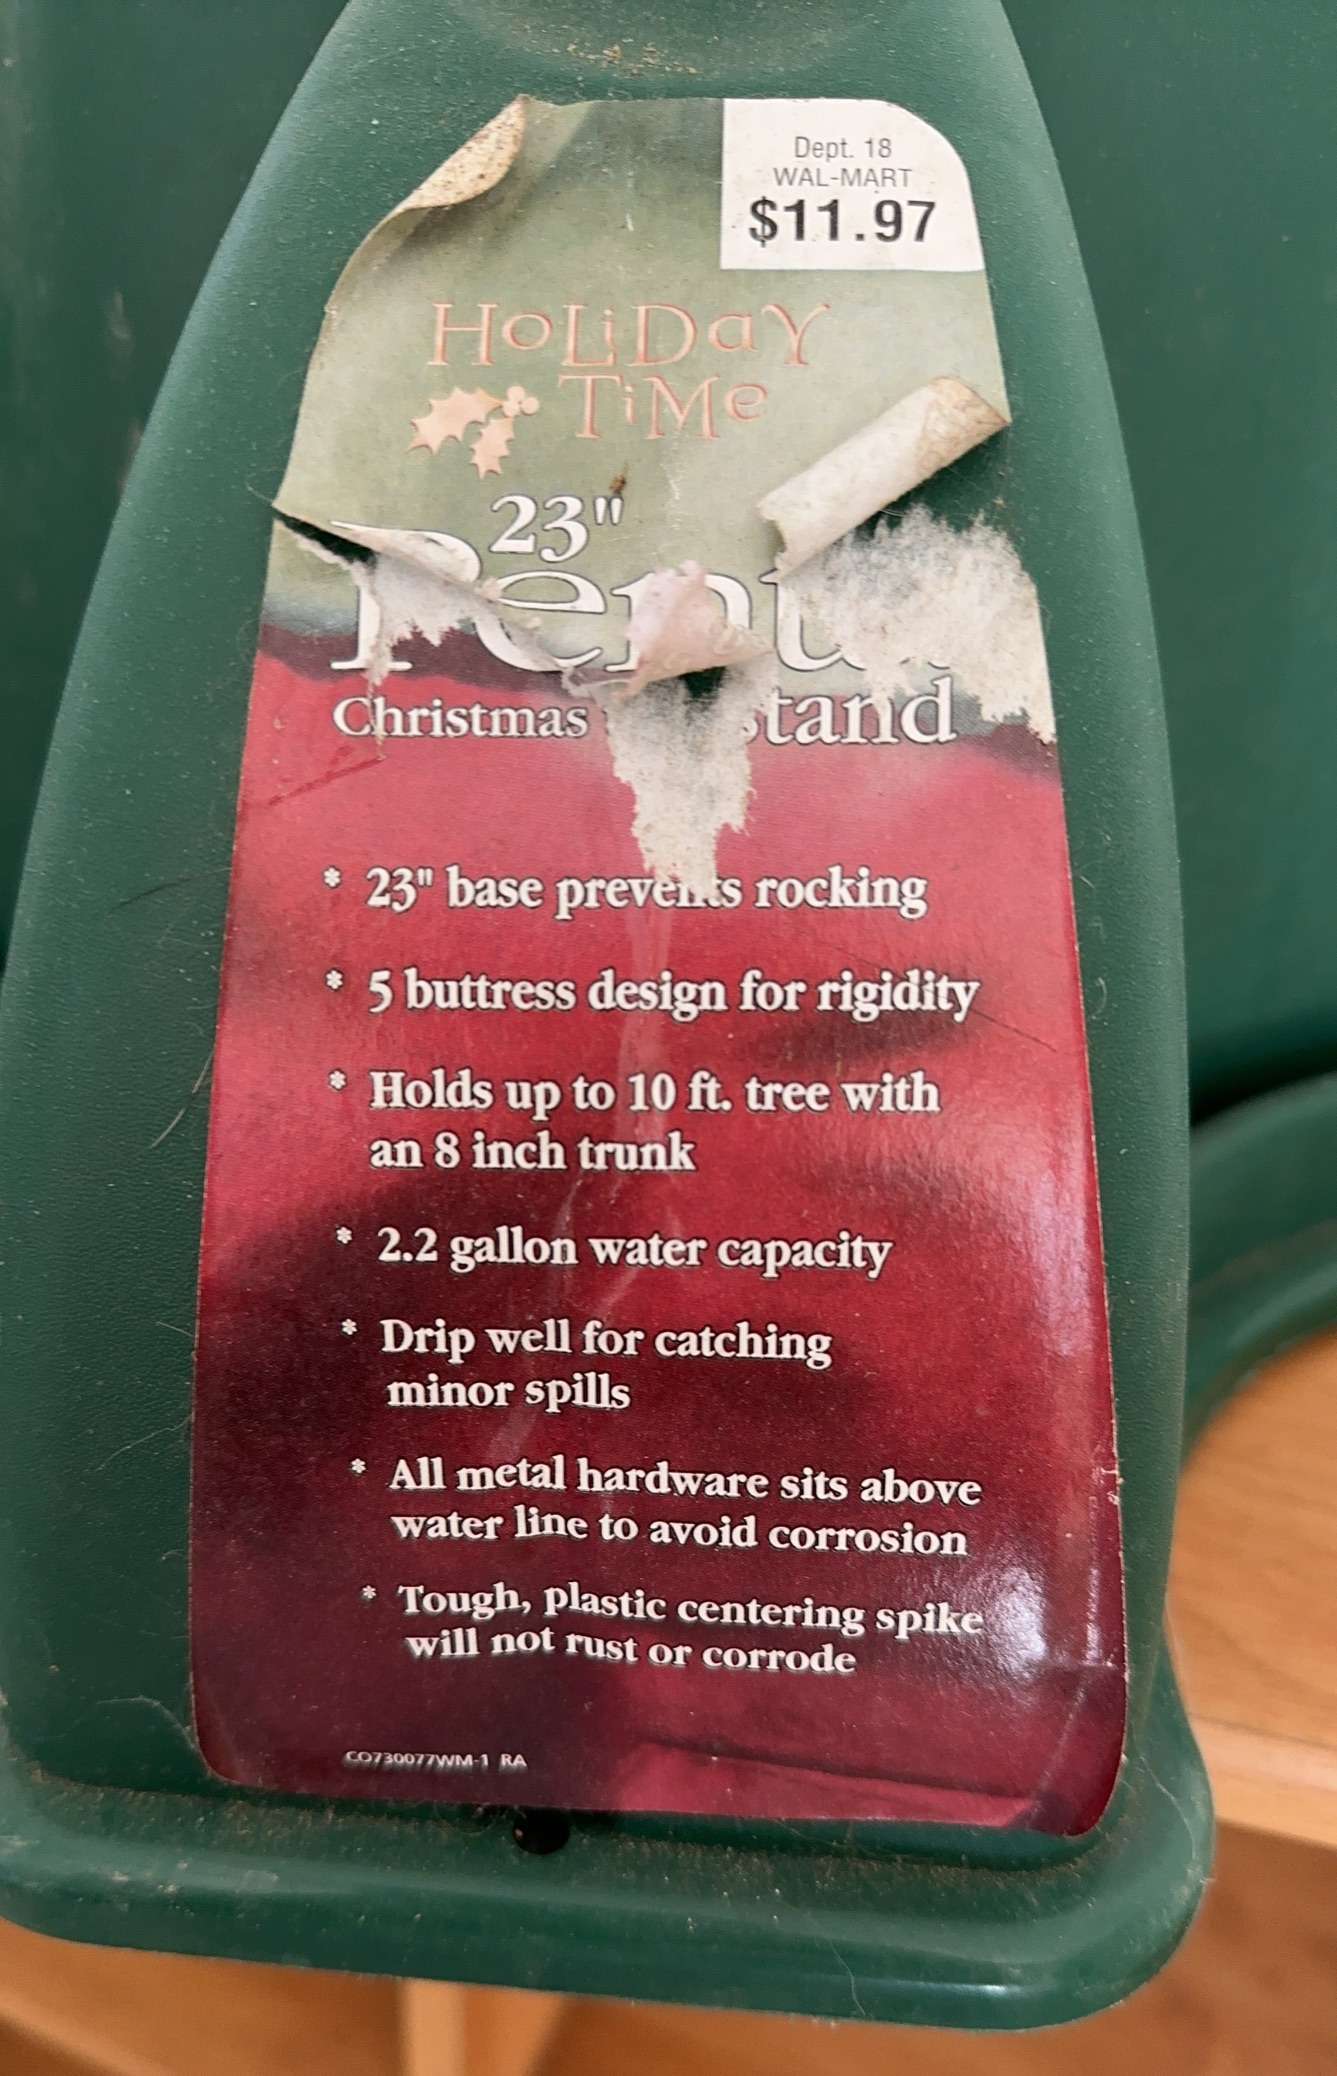 Dept. 18
WAL-MART
$11.97
HOLiDaY
TiMe
23"
Christmas
* 23" base prevents rocking
* 5 buttress design for rigidity
* Holds up to 10 ft. tree with
an 8 inch trunk
* 2.2 gallon water capacity
* Drip well for catching
minor spills
* All metal hardware sits above
water line to avoid corrosion
* Tough, plastic centering spike
will not rust or corrode
CO730077WM-1 RA